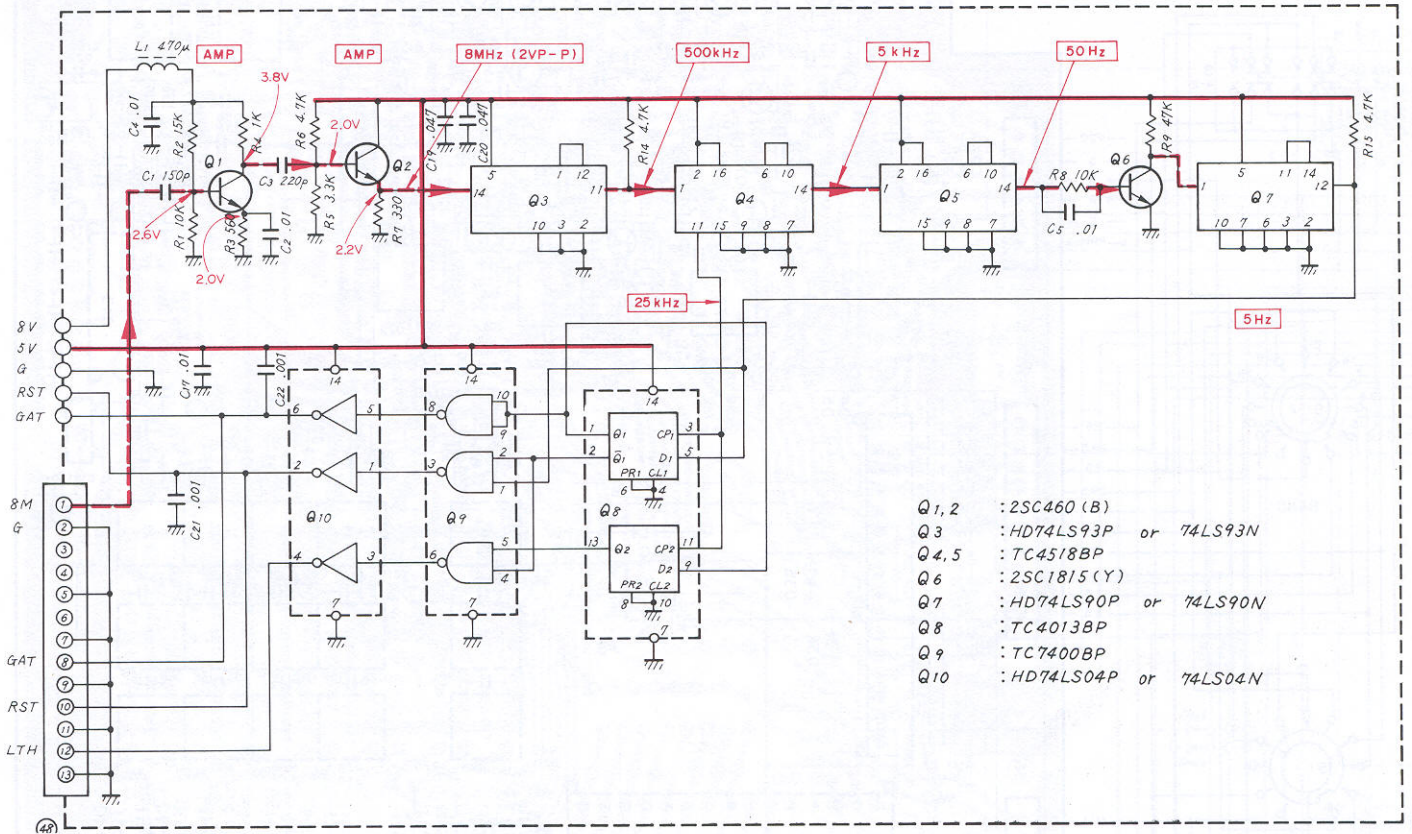 L1 470μ
AMP
AMP
8MHz (2VP-P)
500kHz
5 kHz
50Hz
3.8V
C4 .01
R2 15K
R4 1K
R6 4.7K
2.0V
C19 .047
C20 .047
R14 4.7K
R9 47K
R15 4.7K
Q1
C1 150P
C3 220P
Q2
5
1 12
2 16 6 10
2 16 6 10
Q6
R8 10K
5
11 14
14 Q3 11
1 Q4 14
1 Q5 14
1 Q7 12
2.6V
R1 10K
2.0V
R3 560
C2 .01
R5 3.3K
R7 330
2.2V
10 3 2
11 15 9 8 7
15 9 8 7
C5 .01
10 7 6 3 2
25 kHz
5Hz
8V
5V
G
RST
GAT
C17 .01
C22 .001
14
14
14
6 5
8 10
9
1 Q1 CP1 3
2 Q̄1 D1 5
PR1 CL1
6 4
2 1
3 2
1
C21 .001
Q10
Q9
Q8
4 3
6 5
4
13 Q2 CP2 11
D2 9
PR2 CL2
8 10
7
7
7
8M 1
G 2
3
4
5
6
7
GAT 8
9
RST 10
11
LTH 12
13
48
Q1,2 : 2SC460 (B)
Q3 : HD74LS93P or 74LS93N
Q4,5 : TC4518BP
Q6 : 2SC1815 (Y)
Q7 : HD74LS90P or 74LS90N
Q8 : TC4013BP
Q9 : TC7400BP
Q10 : HD74LS04P or 74LS04N